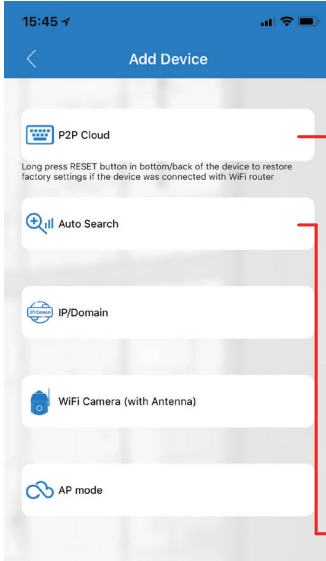 15:45
Add Device
P2P Cloud
Long press RESET button in bottom/back of the device to restore
factory settings if the device was connected with WiFi router
Auto Search
IP/Domain
IP/Domain
WiFi Camera (with Antenna)
AP mode